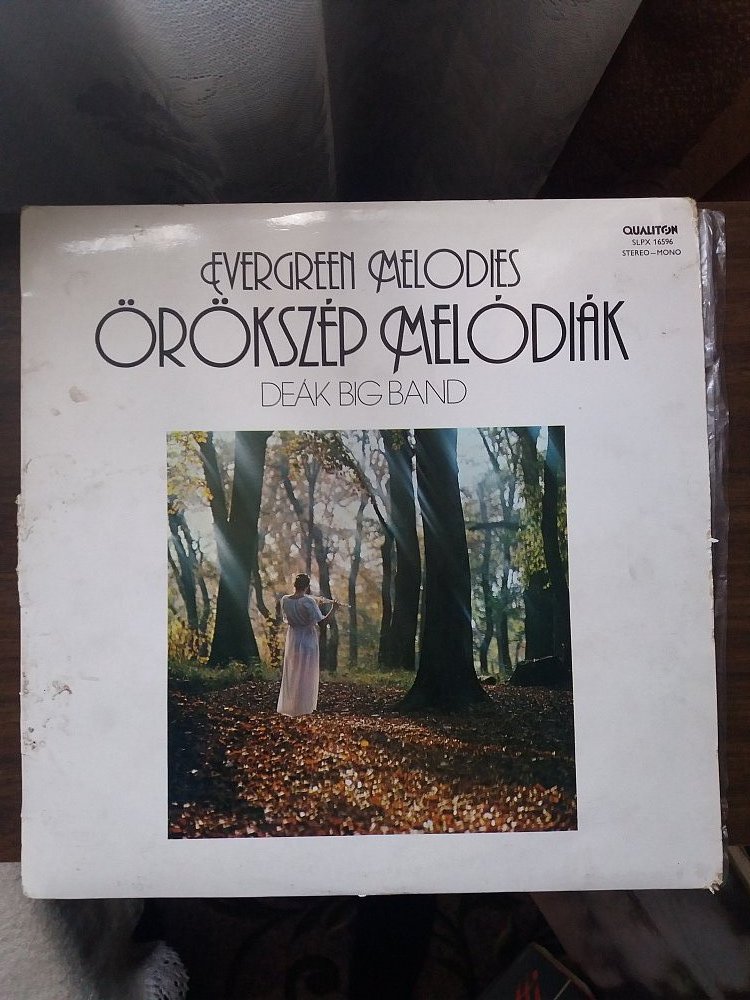 QUALITON
SLPX 16596
STEREO—MONO
EVERGREEN MELODIES
ÖRÖKSZÉP MELÓDIÁK
DEÁK BIG BAND